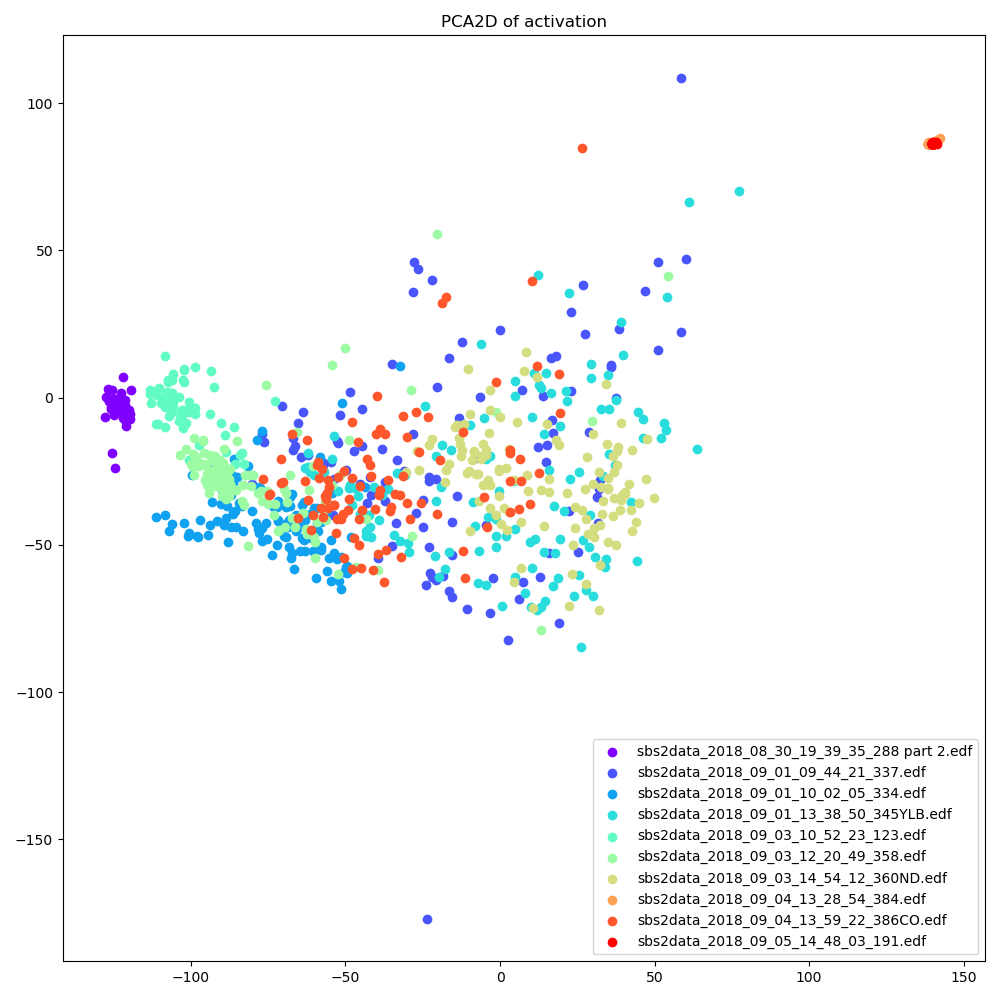 PCA2D of activation
100
50
0
−50
−100
−150
−100
−50
0
50
100
150
sbs2data_2018_08_30_19_39_35_288 part 2.edf
sbs2data_2018_09_01_09_44_21_337.edf
sbs2data_2018_09_01_10_02_05_334.edf
sbs2data_2018_09_01_13_38_50_345YLB.edf
sbs2data_2018_09_03_10_52_23_123.edf
sbs2data_2018_09_03_12_20_49_358.edf
sbs2data_2018_09_03_14_54_12_360ND.edf
sbs2data_2018_09_04_13_28_54_384.edf
sbs2data_2018_09_04_13_59_22_386CO.edf
sbs2data_2018_09_05_14_48_03_191.edf